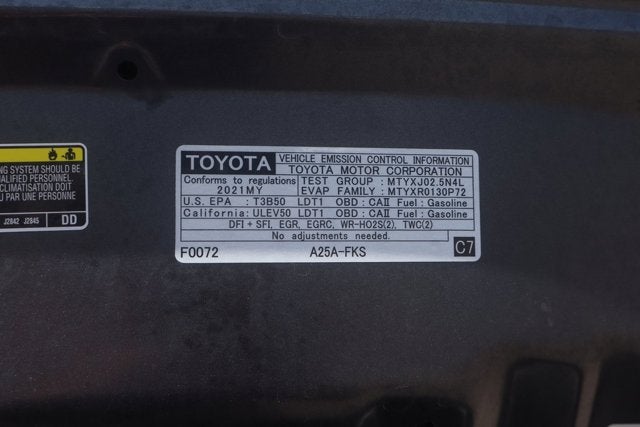 NG SYSTEM SHOULD BE
ALIFIED PERSONNEL.
CLIMATISATION DOIT
U PAR PERSONNE
J2842 J2845 DD
TOYOTA
VEHICLE EMISSION CONTROL INFORMATION
TOYOTA MOTOR CORPORATION
Conforms to regulations
2021MY
TEST GROUP : MTYXJ02.5N4L
EVAP FAMILY : MTYXR0130P72
U.S. EPA : T3B50 LDT1 OBD : CAII Fuel : Gasoline
California: ULEV50 LDT1 OBD : CAII Fuel : Gasoline
DFI + SFI, EGR, EGRC, WR-HO2S(2), TWC(2)
No adjustments needed.
F0072 A25A-FKS C7